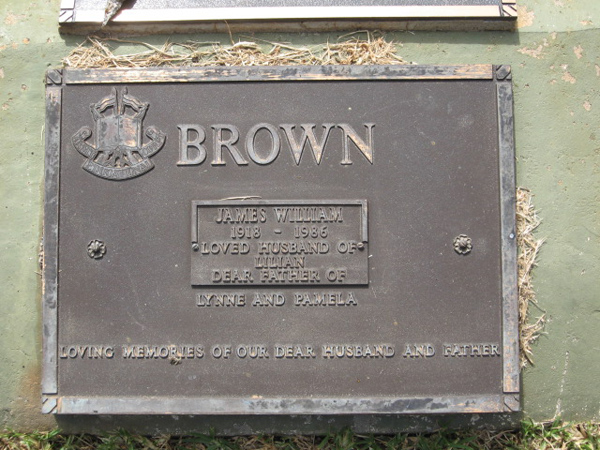 BROWN
JAMES WILLIAM
1918 - 1986
LOVED HUSBAND OF
LILIAN
DEAR FATHER OF
LYNNE AND PAMELA
LOVING MEMORIES OF OUR DEAR HUSBAND AND FATHER